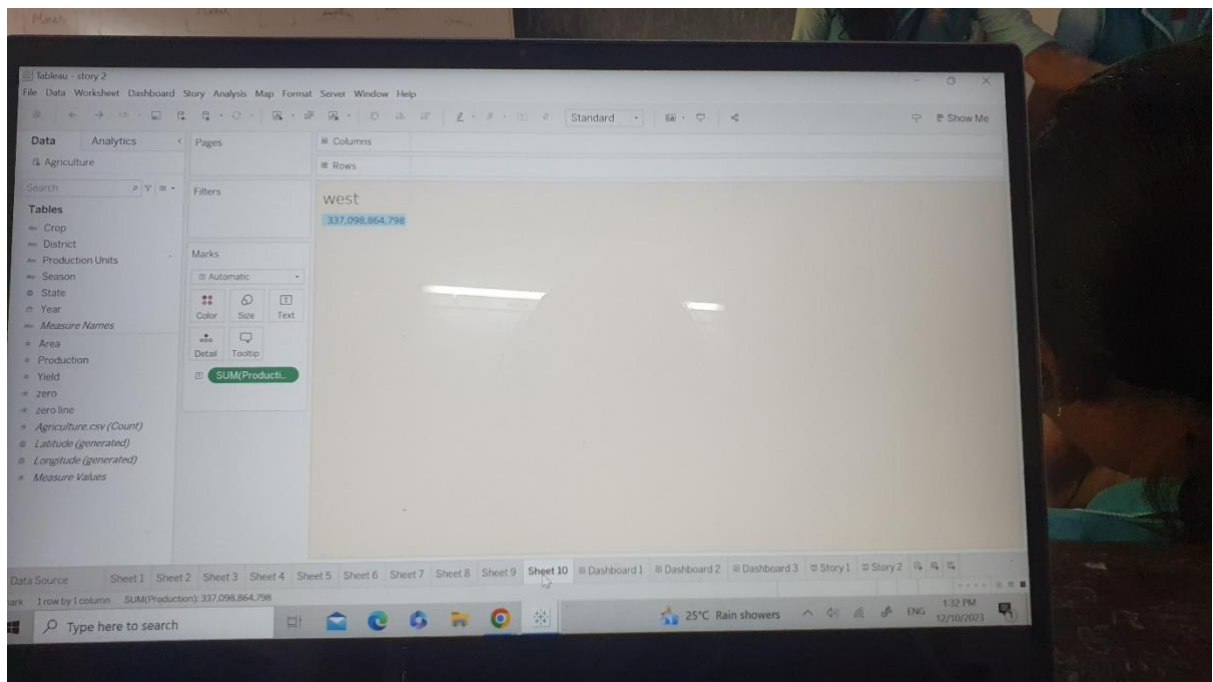 March
Tableau - story 2
File Data Worksheet Dashboard Story Analysis Map Format Server Window Help
Standard
Show Me
Data Analytics
Pages
Columns
Agriculture
Rows
Search
Filters
Tables
west
337,098,864,798
Crop
District
Production Units
Season
State
Year
Measure Names
Area
Production
Yield
zero
zero line
Agriculture.csv (Count)
Latitude (generated)
Longitude (generated)
Measure Values
Marks
Automatic
Color Size Text
Detail Tooltip
SUM(Producti..
Data Source Sheet 1 Sheet 2 Sheet 3 Sheet 4 Sheet 5 Sheet 6 Sheet 7 Sheet 8 Sheet 9 Sheet 10 Dashboard 1 Dashboard 2 Dashboard 3 Story 1 Story 2
1 row by 1 column SUM(Production): 337,098,864,798
Type here to search
25°C Rain showers
ENG
1:32 PM
12/10/2023